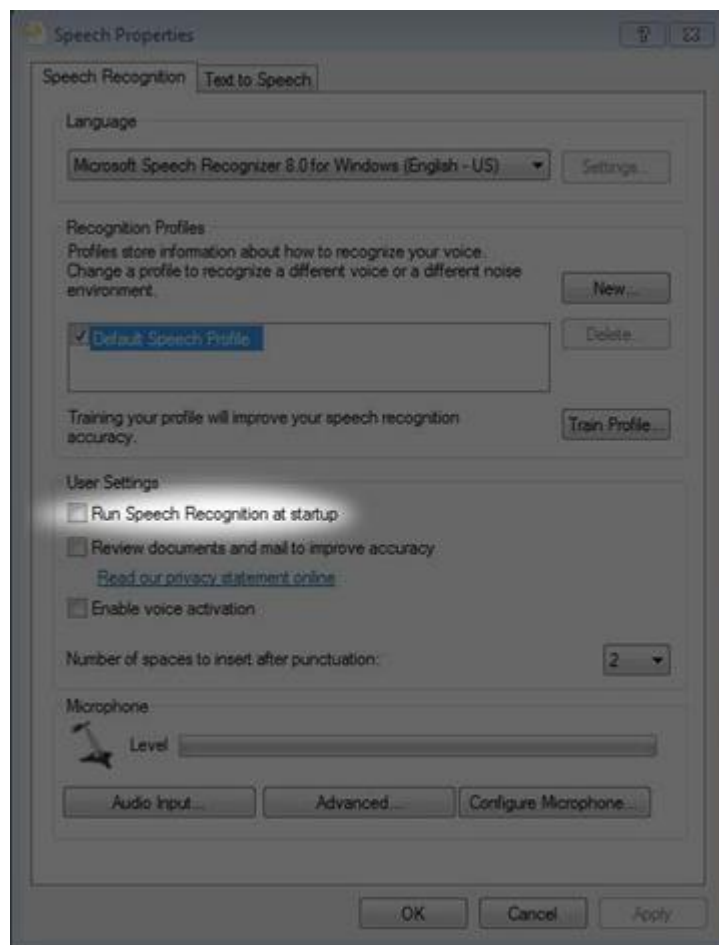 Speech Properties
Speech Recognition
Text to Speech
Language
Microsoft Speech Recognizer 8.0 for Windows (English - US)
Settings...
Recognition Profiles
Profiles store information about how to recognize your voice.
Change a profile to recognize a different voice or a different noise
environment.
New...
Default Speech Profile
Delete...
Training your profile will improve your speech recognition
accuracy.
Train Profile...
User Settings
Run Speech Recognition at startup
Review documents and mail to improve accuracy
Read our privacy statement online
Enable voice activation
Number of spaces to insert after punctuation:
2
Microphone
Level
Audio Input...
Advanced...
Configure Microphone...
OK
Cancel
Apply